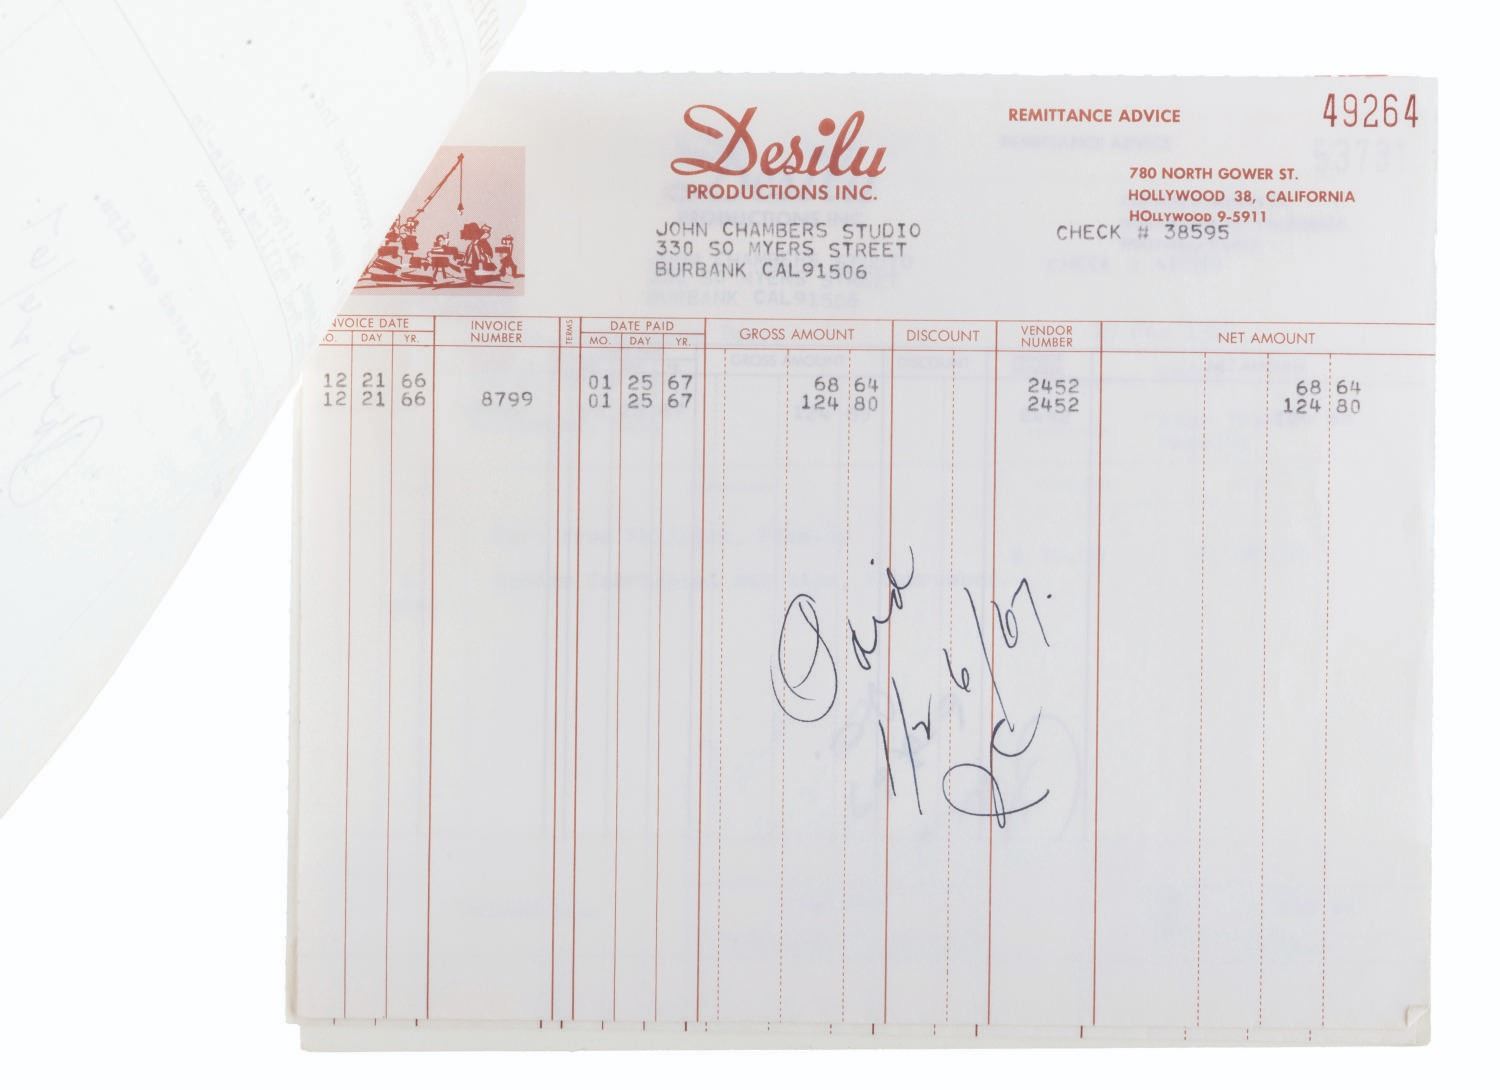 Desilu
PRODUCTIONS INC.
REMITTANCE ADVICE
49264
780 NORTH GOWER ST.
HOLLYWOOD 38, CALIFORNIA
HOLLYWOOD 9-5911
JOHN CHAMBERS STUDIO
330 SO MYERS STREET
BURBANK CAL91506
CHECK # 38595
NVOICE DATE INVOICE NUMBER TERMS DATE PAID GROSS AMOUNT DISCOUNT VENDOR NUMBER NET AMOUNT
O. DAY YR. MO. DAY YR.
12 21 66 01 25 67 68 64 2452 68 64
12 21 66 8799 01 25 67 124 80 2452 124 80
Paid
1/26/67.
JC